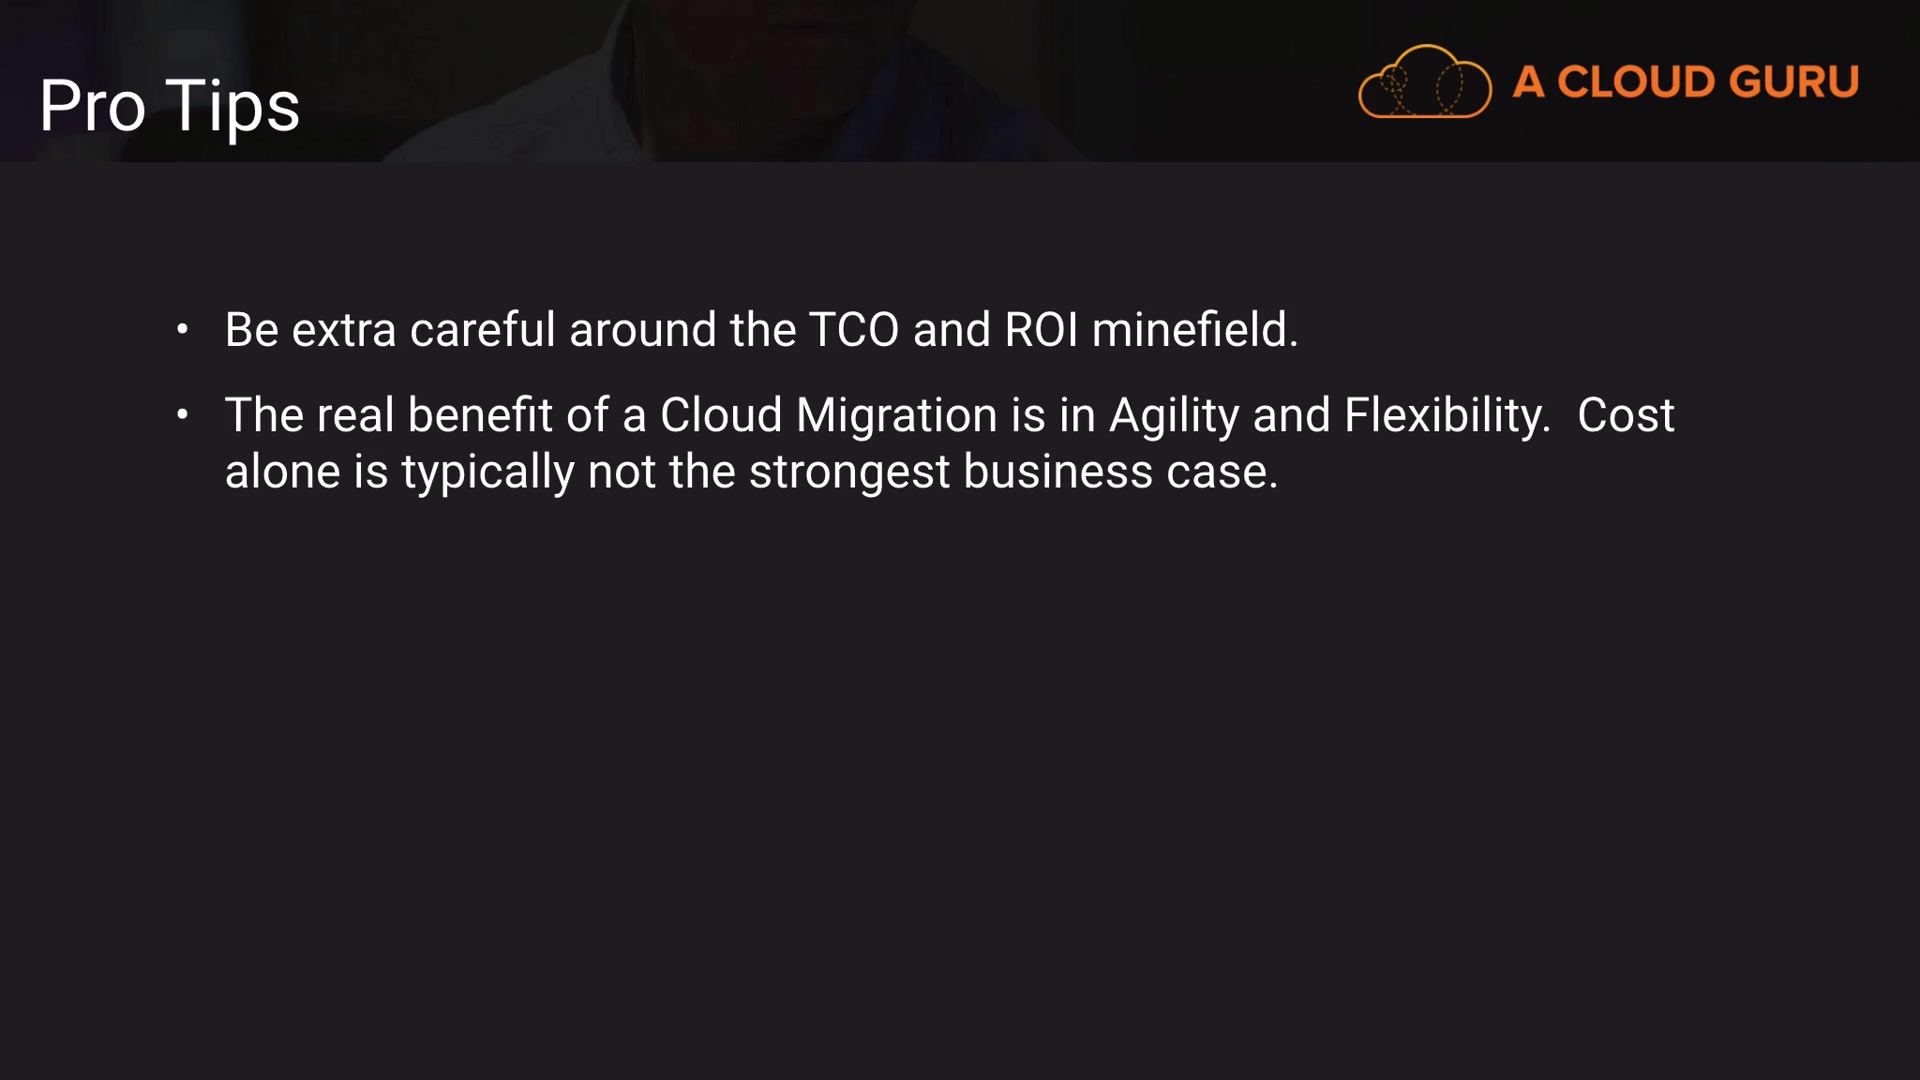 Pro Tips
A CLOUD GURU
• Be extra careful around the TCO and ROI minefield.
• The real benefit of a Cloud Migration is in Agility and Flexibility.  Cost
alone is typically not the strongest business case.